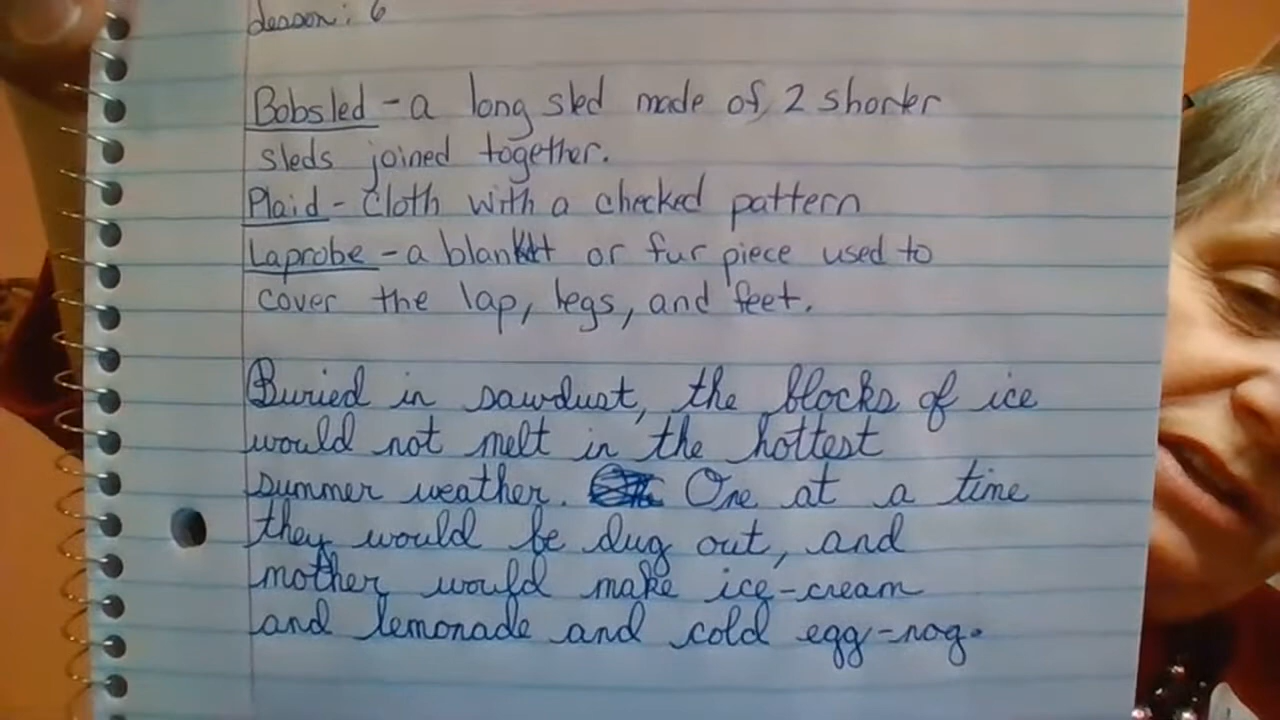 Lesson: 6
Bobsled - a long sled made of 2 shorter
sleds joined together.
Plaid - Cloth with a checked pattern
Laprobe - a blanket or fur piece used to
cover the lap, legs, and feet.
Buried in sawdust, the blocks of ice
would not melt in the hottest
summer weather. One at a time
they would be dug out, and
mother would make ice-cream
and lemonade and cold egg-nog.